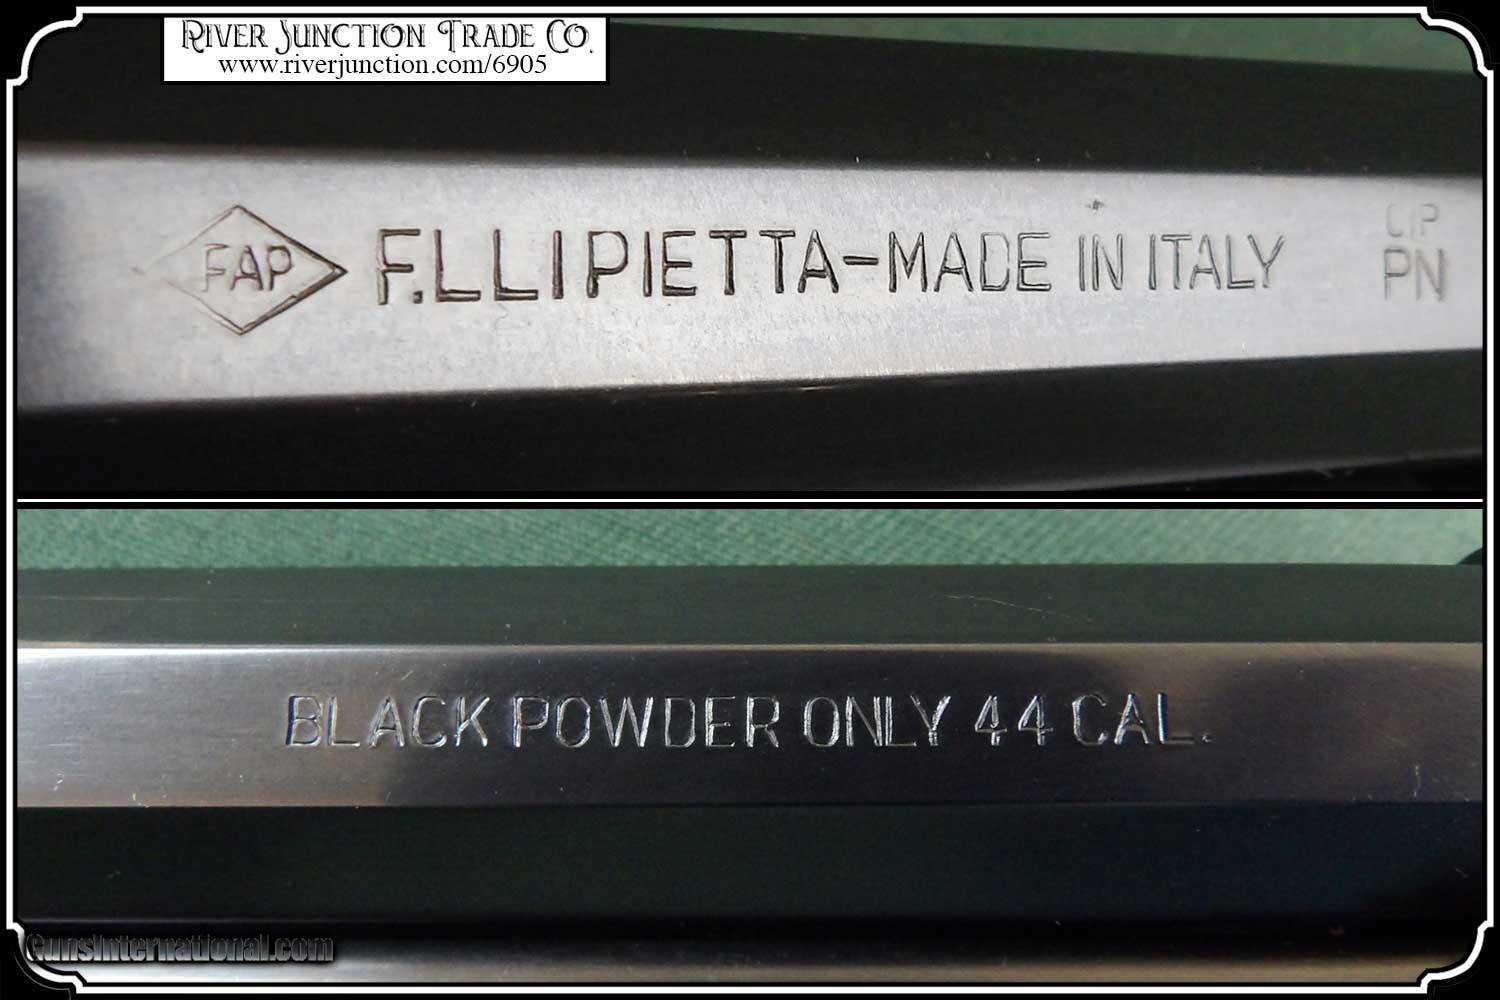 RIVER JUNCTION TRADE CO.
www.riverjunction.com/6905
FAP F.LLI PIETTA-MADE IN ITALY
CIP
PN
BLACK POWDER ONLY 44 CAL.
GunsInternational.com